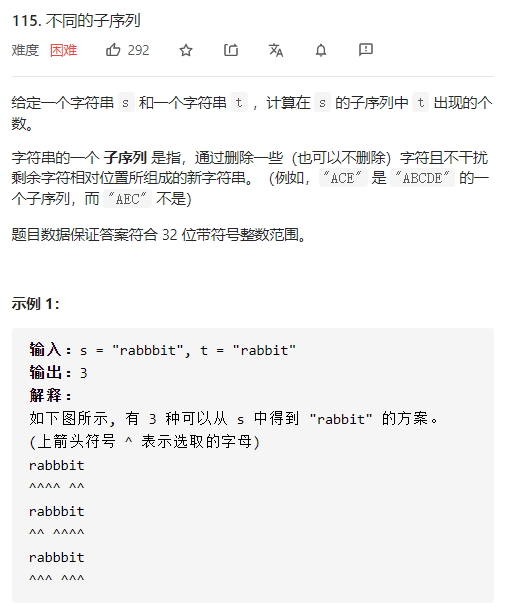 115. 不同的子序列
难度 困难 292
给定一个字符串 s 和一个字符串 t ，计算在 s 的子序列中 t 出现的个
数。
字符串的一个 子序列 是指，通过删除一些（也可以不删除）字符且不干扰
剩余字符相对位置所组成的新字符串。（例如，"ACE" 是 "ABCDE" 的一
个子序列，而 "AEC" 不是）
题目数据保证答案符合 32 位带符号整数范围。
示例 1：
输入：s = "rabbbit", t = "rabbit"
输出：3
解释：
如下图所示, 有 3 种可以从 s 中得到 "rabbit" 的方案。
(上箭头符号 ^ 表示选取的字母)
rabbbit
^^^^ ^^
rabbbit
^^ ^^^^
rabbbit
^^^ ^^^